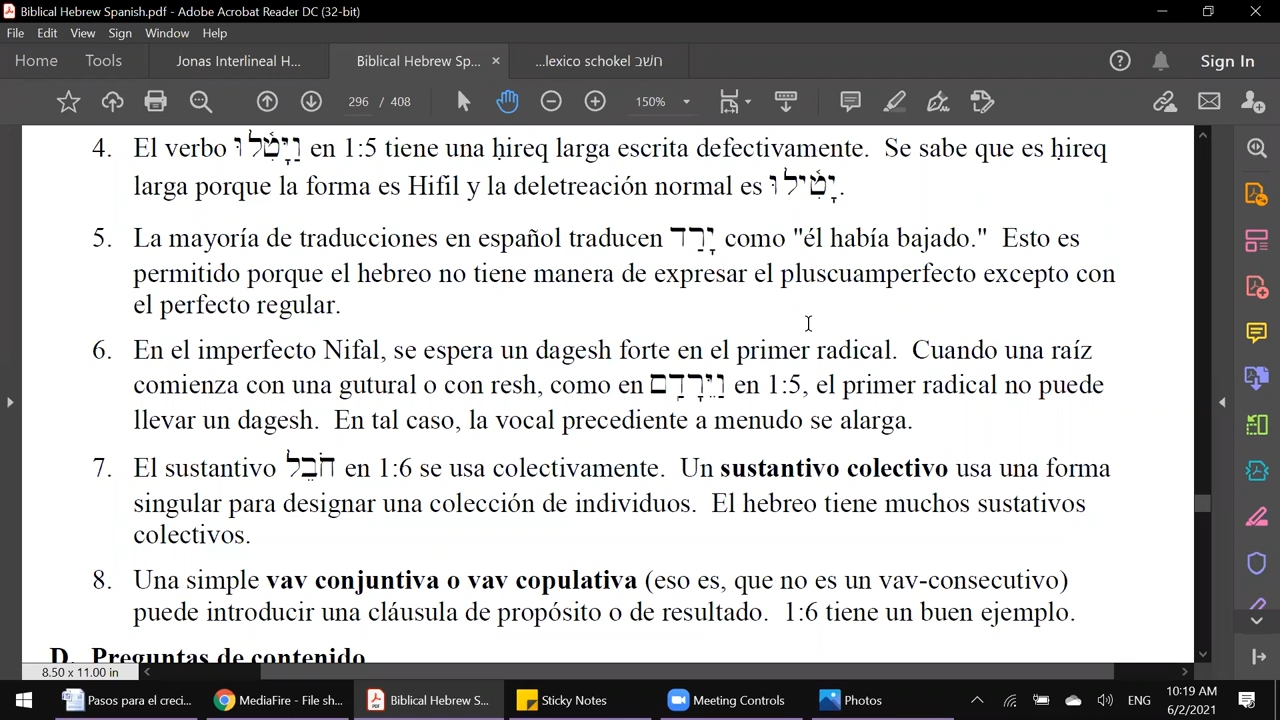 Biblical Hebrew Spanish.pdf - Adobe Acrobat Reader DC (32-bit)
File Edit View Sign Window Help
Home Tools Jonas Interlineal H... Biblical Hebrew Sp... × ...lexico schokel חשׁב Sign In
296 / 408 150%
4. El verbo וַיָּטִ֫לוּ en 1:5 tiene una ḥireq larga escrita defectivamente. Se sabe que es ḥireq
larga porque la forma es Hifil y la deletreación normal es יָטִ֫ילוּ.
5. La mayoría de traducciones en español traducen יָרַד como "él había bajado." Esto es
permitido porque el hebreo no tiene manera de expresar el pluscuamperfecto excepto con
el perfecto regular.
6. En el imperfecto Nifal, se espera un dagesh forte en el primer radical. Cuando una raíz
comienza con una gutural o con resh, como en וַיֵּרָדַם en 1:5, el primer radical no puede
llevar un dagesh. En tal caso, la vocal precediente a menudo se alarga.
7. El sustantivo חֹבֵל en 1:6 se usa colectivamente. Un sustantivo colectivo usa una forma
singular para designar una colección de individuos. El hebreo tiene muchos sustativos
colectivos.
8. Una simple vav conjuntiva o vav copulativa (eso es, que no es un vav-consecutivo)
puede introducir una cláusula de propósito o de resultado. 1:6 tiene un buen ejemplo.
D. Preguntas de contenido
8.50 x 11.00 in
Pasos para el creci... MediaFire - File sh... Biblical Hebrew S... Sticky Notes Meeting Controls Photos ENG 10:19 AM
6/2/2021